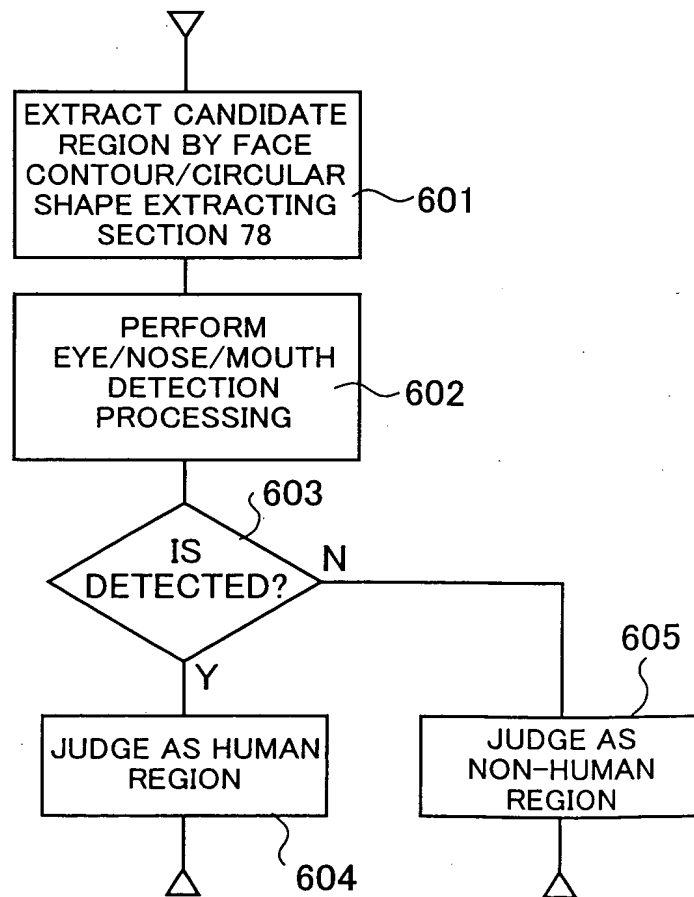 EXTRACT CANDIDATE
REGION BY FACE
CONTOUR/CIRCULAR
SHAPE EXTRACTING
SECTION 78
601
PERFORM
EYE/NOSE/MOUTH
DETECTION
PROCESSING
602
603
IS
DETECTED?
N
Y
605
JUDGE AS HUMAN
REGION
604
JUDGE AS
NON-HUMAN
REGION